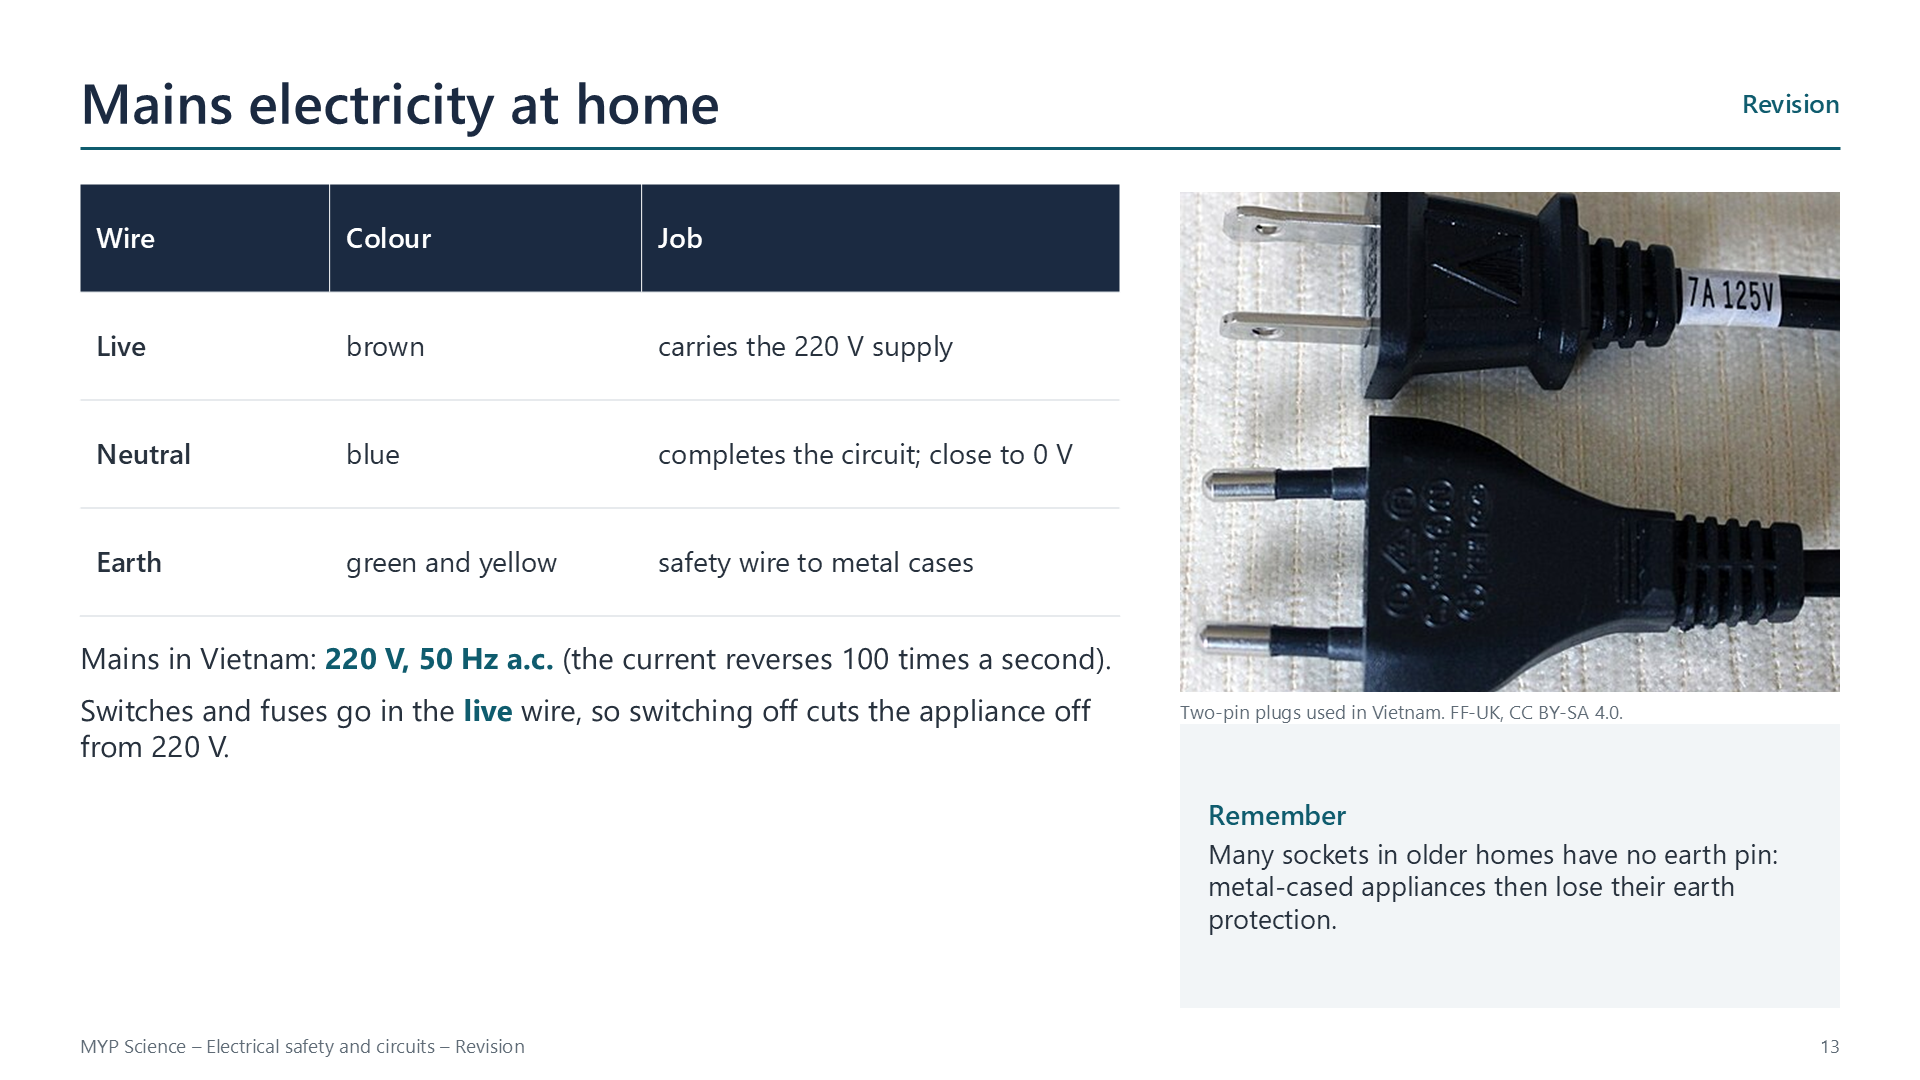 Mains electricity at home
Revision
Wire Colour Job
Live brown carries the 220 V supply
Neutral blue completes the circuit; close to 0 V
Earth green and yellow safety wire to metal cases
Mains in Vietnam: 220 V, 50 Hz a.c. (the current reverses 100 times a second).
Switches and fuses go in the live wire, so switching off cuts the appliance off
from 220 V.
7A 125V
Two-pin plugs used in Vietnam. FF-UK, CC BY-SA 4.0.
Remember
Many sockets in older homes have no earth pin:
metal-cased appliances then lose their earth
protection.
MYP Science – Electrical safety and circuits – Revision
13